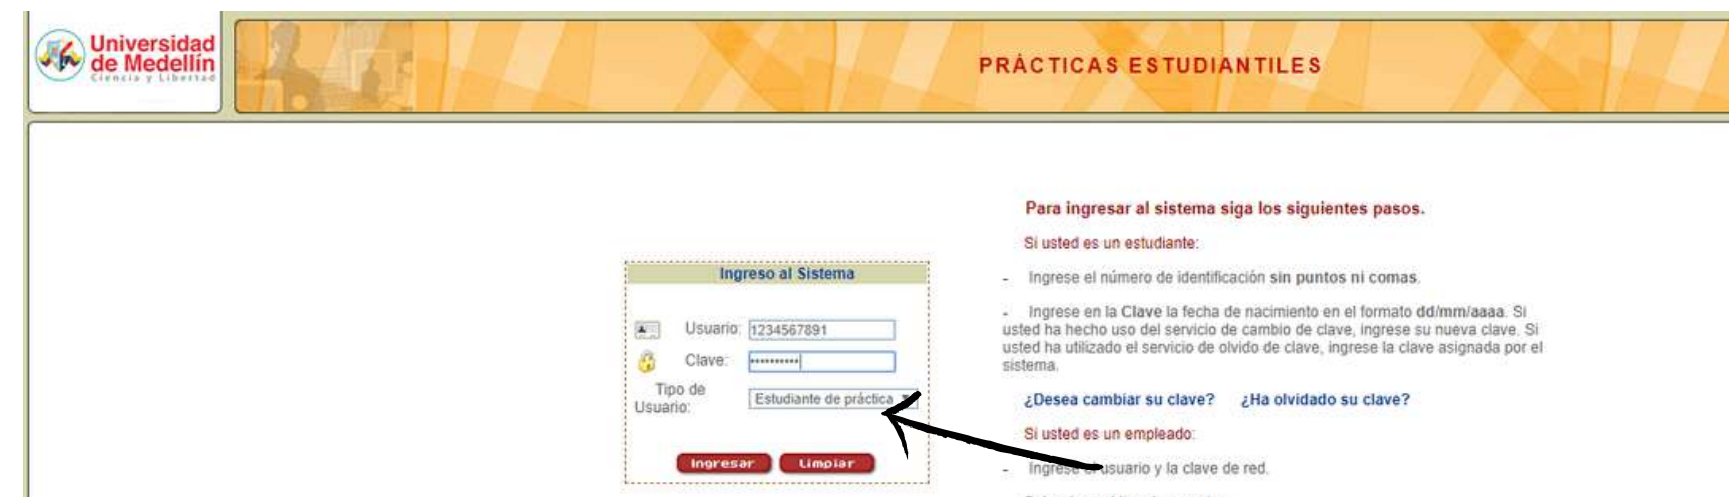 Universidad
de Medellín
Ciencia y Libertad
PRÁCTICAS ESTUDIANTILES
Para ingresar al sistema siga los siguientes pasos.
Si usted es un estudiante:
Ingreso al Sistema
- Ingrese el número de identificación sin puntos ni comas.
- Ingrese en la Clave la fecha de nacimiento en el formato dd/mm/aaaa. Si
usted ha hecho uso del servicio de cambio de clave, ingrese su nueva clave. Si
usted ha utilizado el servicio de olvido de clave, ingrese la clave asignada por el
sistema.
Usuario: 1234567891
Clave: ••••••••••
Tipo de
Usuario: Estudiante de práctica
¿Desea cambiar su clave? ¿Ha olvidado su clave?
Si usted es un empleado:
Ingresar Limpiar
- Ingrese el usuario y la clave de red.